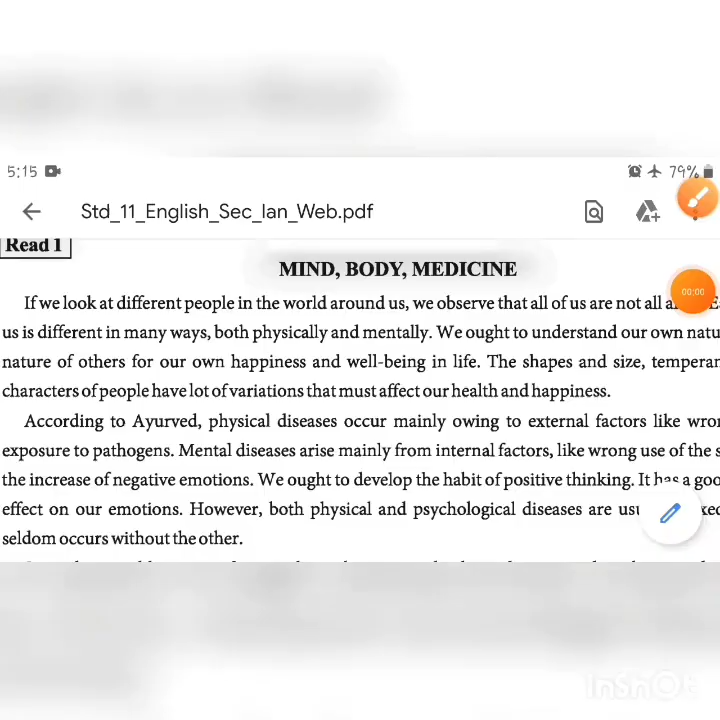 5:15
79%
Std_11_English_Sec_lan_Web.pdf
Read 1
00:00
MIND, BODY, MEDICINE
If we look at different people in the world around us, we observe that all of us are not all
us is different in many ways, both physically and mentally. We ought to understand our own natu
nature of others for our own happiness and well-being in life. The shapes and size, temperan
characters of people have lot of variations that must affect our health and happiness.
According to Ayurved, physical diseases occur mainly owing to external factors like wron
exposure to pathogens. Mental diseases arise mainly from internal factors, like wrong use of the s
the increase of negative emotions. We ought to develop the habit of positive thinking. It has a goo
effect on our emotions. However, both physical and psychological diseases are usu
seldom occurs without the other.
InShOt